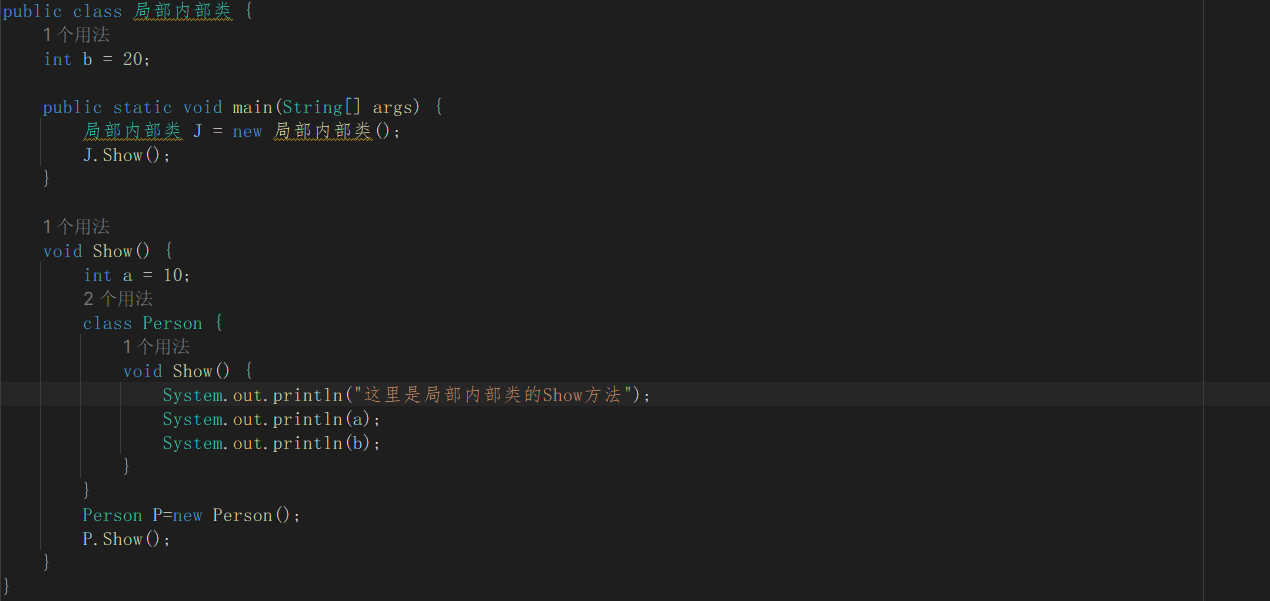 public class 局部内部类 {
1 个用法
int b = 20;
public static void main(String[] args) {
局部内部类 J = new 局部内部类();
J.Show();
}
1 个用法
void Show() {
int a = 10;
2 个用法
class Person {
1 个用法
void Show() {
System.out.println("这里是局部内部类的Show方法");
System.out.println(a);
System.out.println(b);
}
}
Person P=new Person();
P.Show();
}
}